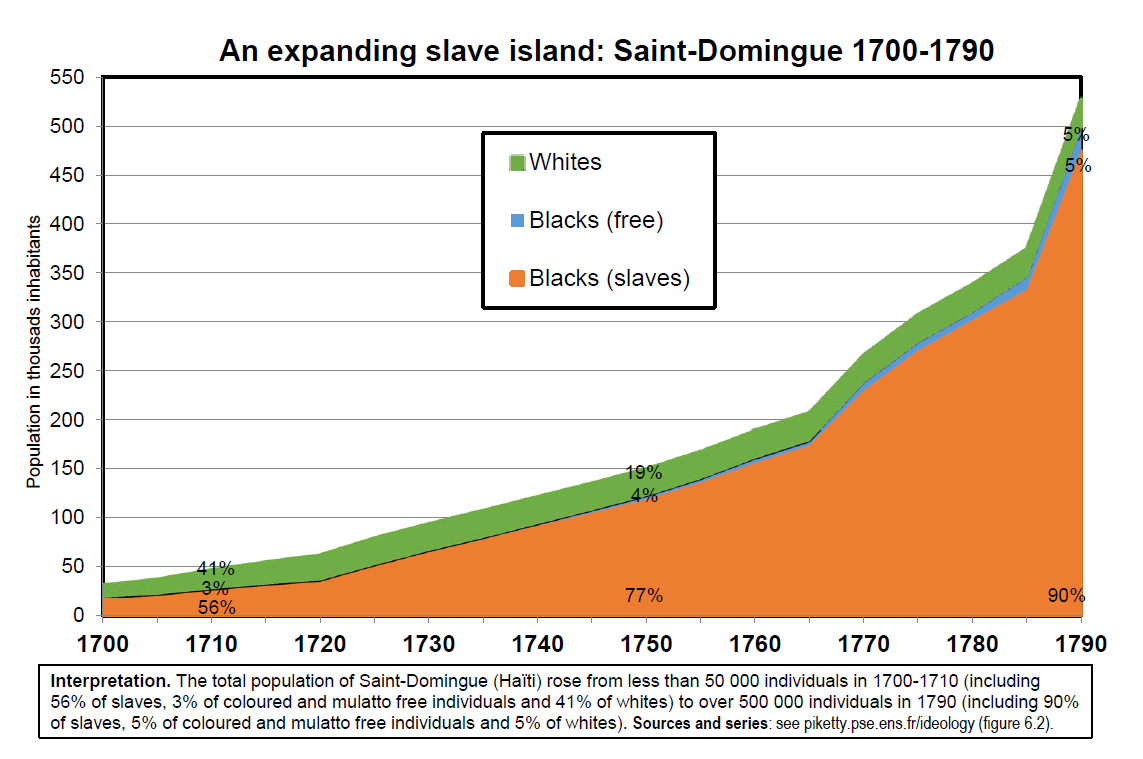 An expanding slave island: Saint-Domingue 1700-1790
Population in thousads inhabitants
550
500
450
400
350
300
250
200
150
100
50
0
Whites
Blacks (free)
Blacks (slaves)
41%
3%
56%
19%
4%
77%
5%
5%
90%
1700 1710 1720 1730 1740 1750 1760 1770 1780 1790
Interpretation. The total population of Saint-Domingue (Haïti) rose from less than 50 000 individuals in 1700-1710 (including
56% of slaves, 3% of coloured and mulatto free individuals and 41% of whites) to over 500 000 individuals in 1790 (including 90%
of slaves, 5% of coloured and mulatto free individuals and 5% of whites). Sources and series: see piketty.pse.ens.fr/ideology (figure 6.2).